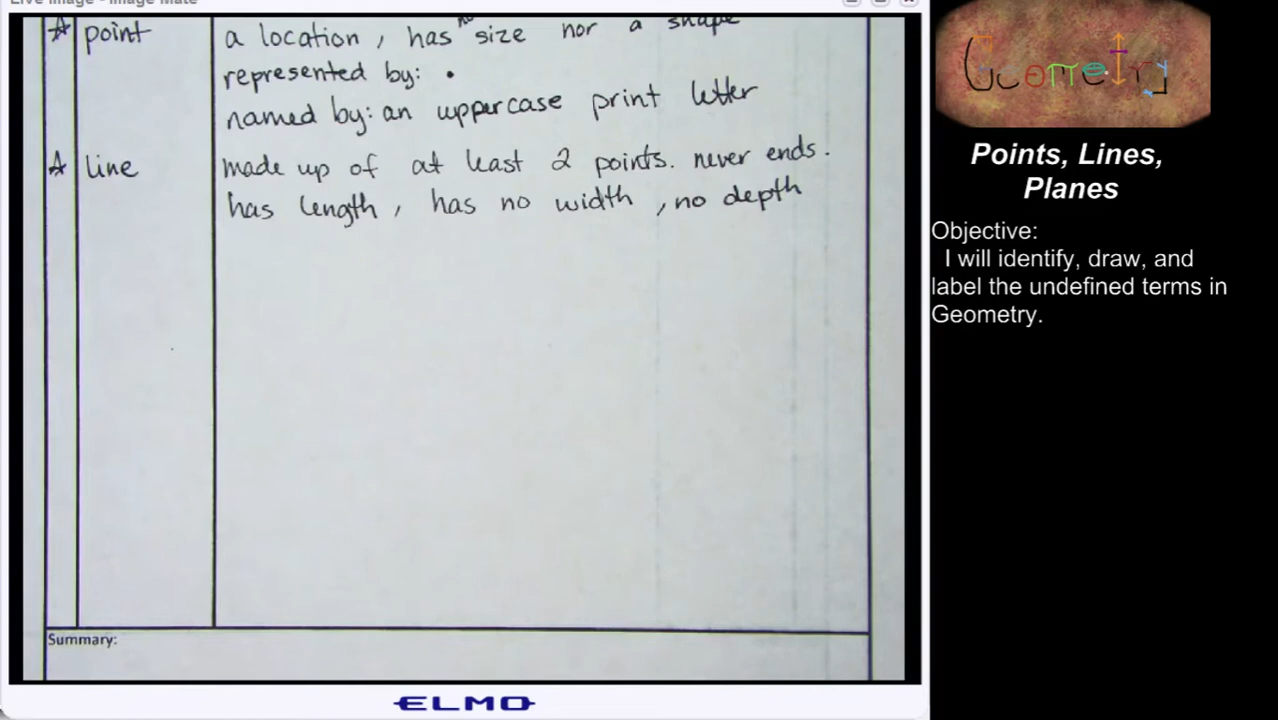 Live Image - Image Mate
☆ point a location, has no size nor a shape
represented by: •
named by: an uppercase print letter
☆ line made up of at least 2 points. never ends.
has length, has no width, no depth
Summary:
ELMO
Geometry
Points, Lines,
Planes
Objective:
I will identify, draw, and
label the undefined terms in
Geometry.